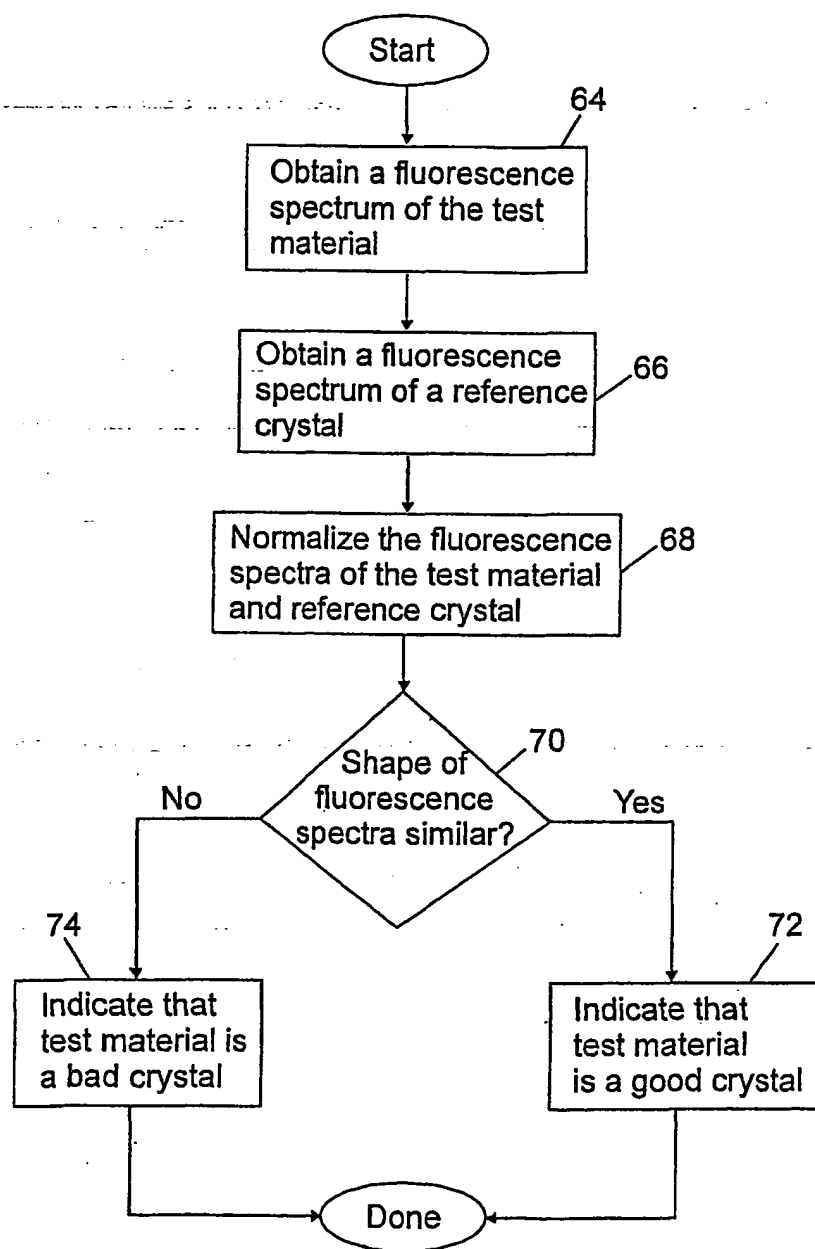 Start
64
Obtain a fluorescence
spectrum of the test
material
Obtain a fluorescence
spectrum of a reference
crystal
66
Normalize the fluorescence
spectra of the test material
and reference crystal
68
70
Shape of
fluorescence
spectra similar?
No
Yes
74
Indicate that
test material is
a bad crystal
72
Indicate that
test material
is a good crystal
Done